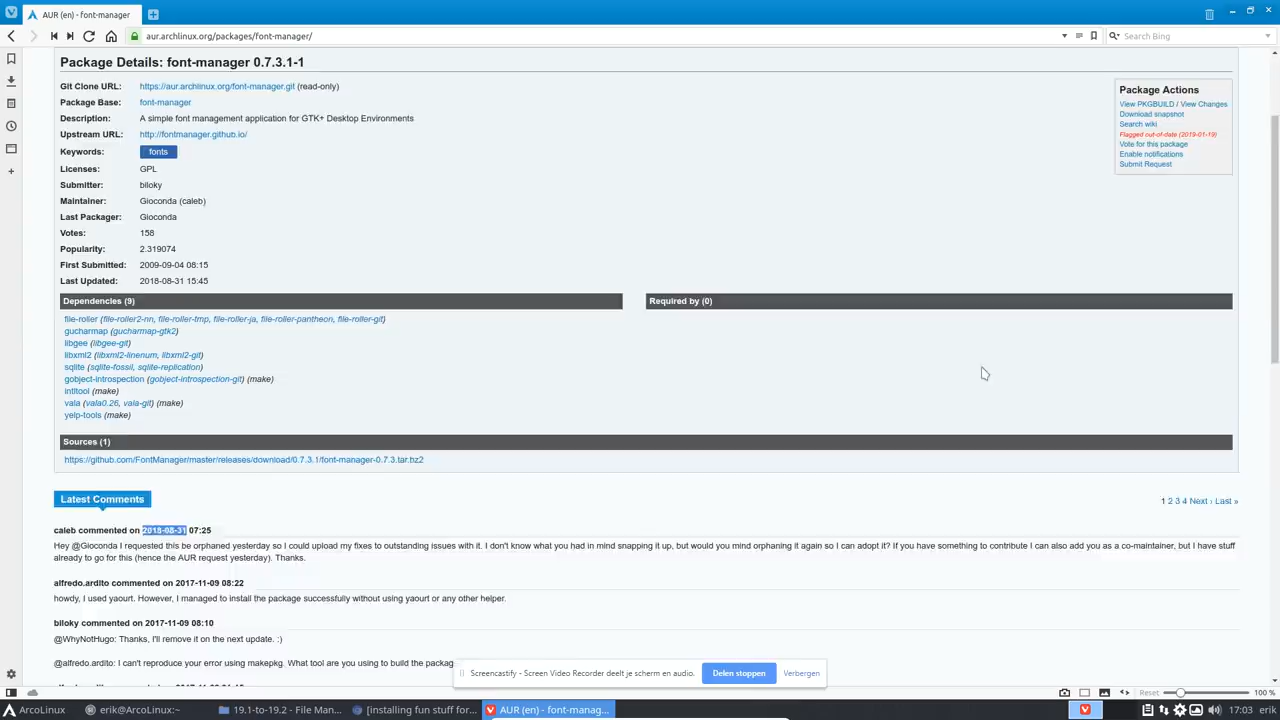 AUR (en) - font-manager
aur.archlinux.org/packages/font-manager/
Search Bing
Package Details: font-manager 0.7.3.1-1
Git Clone URL: https://aur.archlinux.org/font-manager.git (read-only)
Package Base: font-manager
Description: A simple font management application for GTK+ Desktop Environments
Upstream URL: http://fontmanager.github.io/
Keywords: fonts
Licenses: GPL
Submitter: biloky
Maintainer: Gioconda (caleb)
Last Packager: Gioconda
Votes: 158
Popularity: 2.319074
First Submitted: 2009-09-04 08:15
Last Updated: 2018-08-31 15:45
Package Actions
View PKGBUILD / View Changes
Download snapshot
Search wiki
Flagged out-of-date (2019-01-19)
Vote for this package
Enable notifications
Submit Request
Dependencies (9)
file-roller (file-roller2-nn, file-roller-tmp, file-roller-ja, file-roller-pantheon, file-roller-git)
gucharmap (gucharmap-gtk2)
libgee (libgee-git)
libxml2 (libxml2-linenum, libxml2-git)
sqlite (sqlite-fossil, sqlite-replication)
gobject-introspection (gobject-introspection-git) (make)
intltool (make)
vala (vala0.26, vala-git) (make)
yelp-tools (make)
Required by (0)
Sources (1)
https://github.com/FontManager/master/releases/download/0.7.3.1/font-manager-0.7.3.tar.bz2
Latest Comments
1 2 3 4 Next › Last »
caleb commented on 2018-08-31 07:25
Hey @Gioconda I requested this be orphaned yesterday so I could upload my fixes to outstanding issues with it. I don't know what you had in mind snapping it up, but would you mind orphaning it again so I can adopt it? If you have something to contribute I can also add you as a co-maintainer, but I have stuff
already to go for this (hence the AUR request yesterday). Thanks.
alfredo.ardito commented on 2017-11-09 08:22
howdy, I used yaourt. However, I managed to install the package successfully without using yaourt or any other helper.
biloky commented on 2017-11-09 08:10
@WhyNotHugo: Thanks, I'll remove it on the next update. :)
@alfredo.ardito: I can't reproduce your error using makepkg. What tool are you using to build the packag
Screencastify - Screen Video Recorder deelt je scherm en audio.
Delen stoppen
Verbergen
Reset
100 %
ArcoLinux
erik@ArcoLinux:~
19.1-to-19.2 - File Man...
[installing fun stuff for...
AUR (en) - font-manag...
17:03
erik